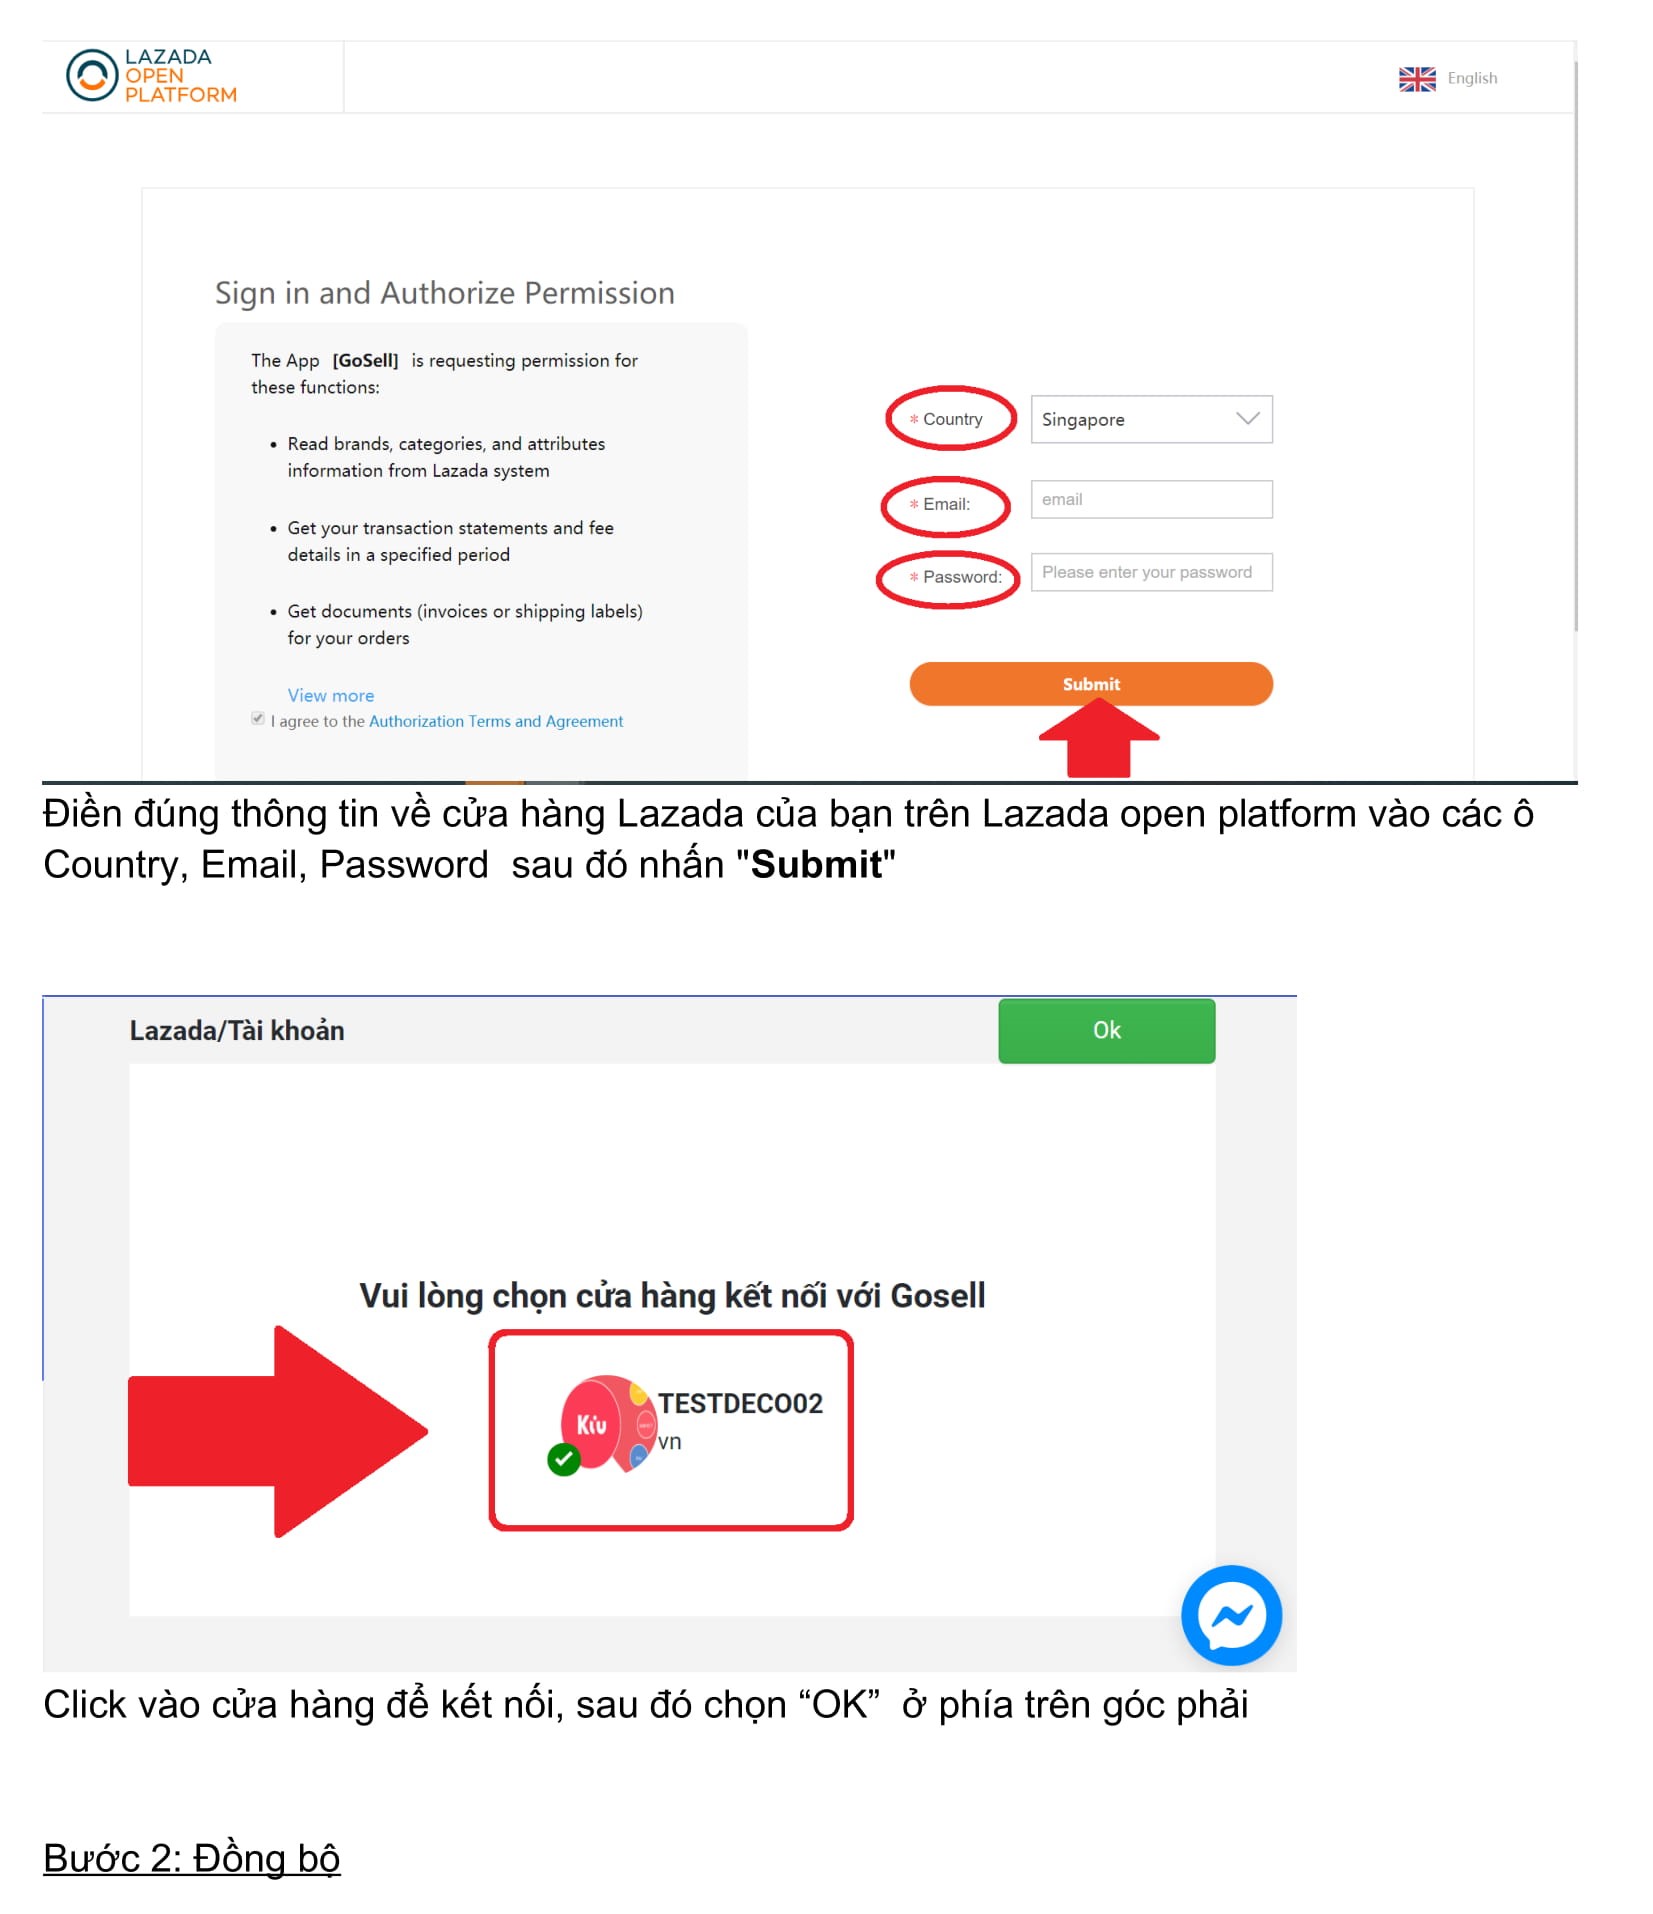 LAZADA
OPEN
PLATFORM
English
Sign in and Authorize Permission
The App [GoSell] is requesting permission for
these functions:
• Read brands, categories, and attributes
information from Lazada system
• Get your transaction statements and fee
details in a specified period
• Get documents (invoices or shipping labels)
for your orders
View more
I agree to the Authorization Terms and Agreement
* Country
Singapore
* Email:
email
* Password:
Please enter your password
Submit
Điền đúng thông tin về cửa hàng Lazada của bạn trên Lazada open platform vào các ô
Country, Email, Password sau đó nhấn "Submit"
Lazada/Tài khoản
Ok
Vui lòng chọn cửa hàng kết nối với Gosell
Kiu
TESTDECO02
vn
Click vào cửa hàng để kết nối, sau đó chọn “OK” ở phía trên góc phải
Bước 2: Đồng bộ